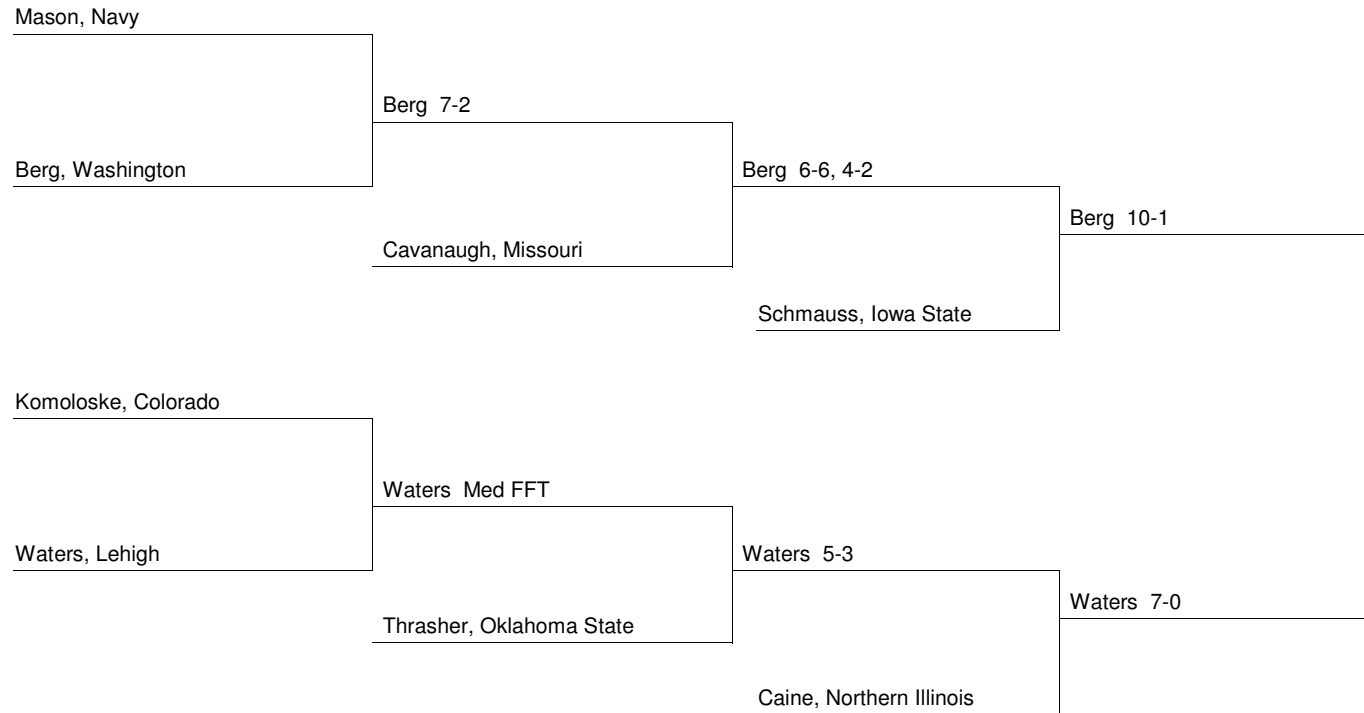 Mason, Navy
Berg 7-2
Berg, Washington
Berg 6-6, 4-2
Berg 10-1
Cavanaugh, Missouri
Schmauss, Iowa State
Komoloske, Colorado
Waters Med FFT
Waters, Lehigh
Waters 5-3
Waters 7-0
Thrasher, Oklahoma State
Caine, Northern Illinois